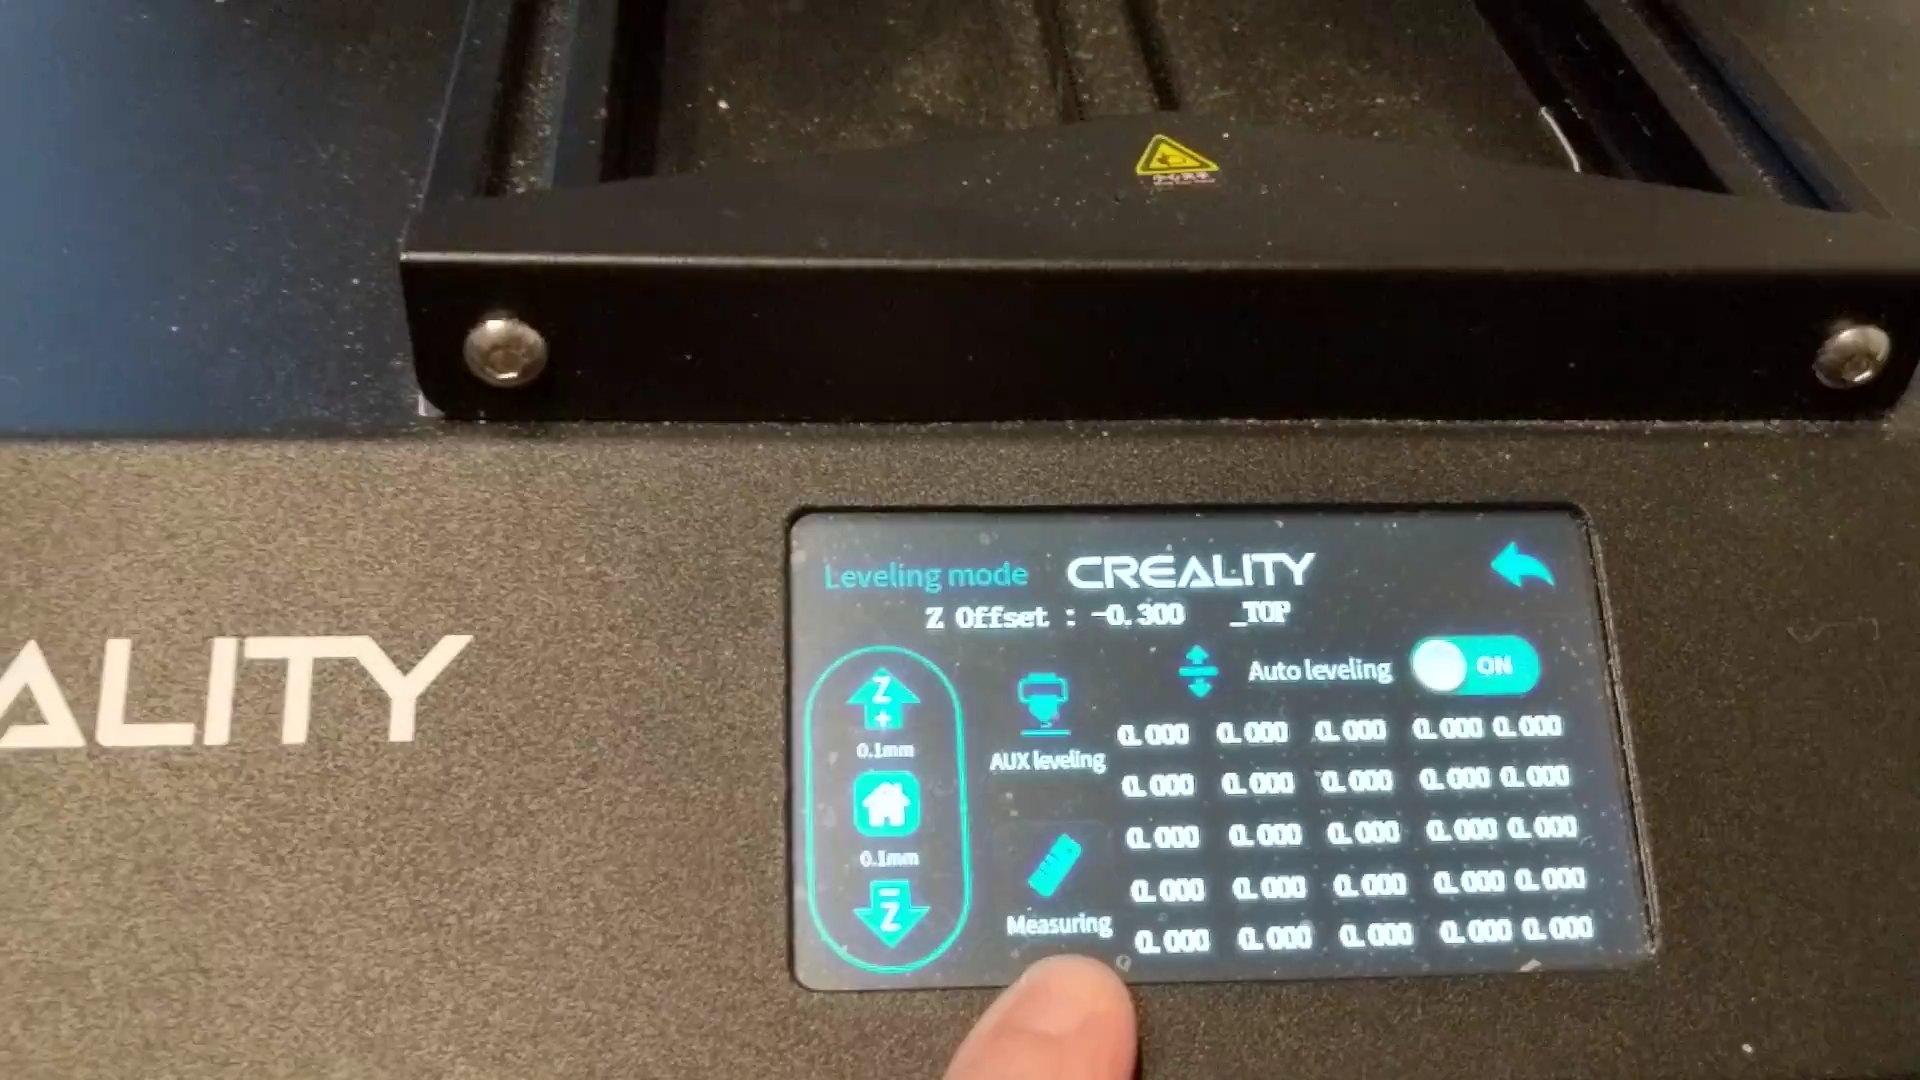 Leveling mode CREALITY
Z Offset : -0.300 _TOP
Auto leveling ON
Z
+
0.1mm
0.1mm
Z
AUX leveling
Measuring
0.000 0.000 0.000 0.000 0.000
0.000 0.000 0.000 0.000 0.000
0.000 0.000 0.000 0.000 0.000
0.000 0.000 0.000 0.000 0.000
0.000 0.000 0.000 0.000 0.000
ALITY